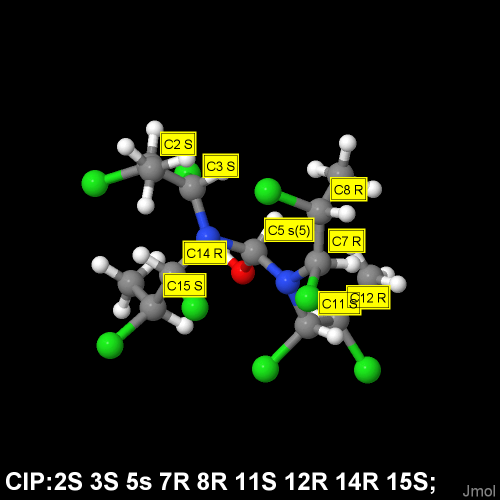 C2 S
C3 S
C8 R
C5 s(5)
C7 R
C14 R
C15 S
C11 S
C12 R
CIP:2S 3S 5s 7R 8R 11S 12R 14R 15S;
Jmol